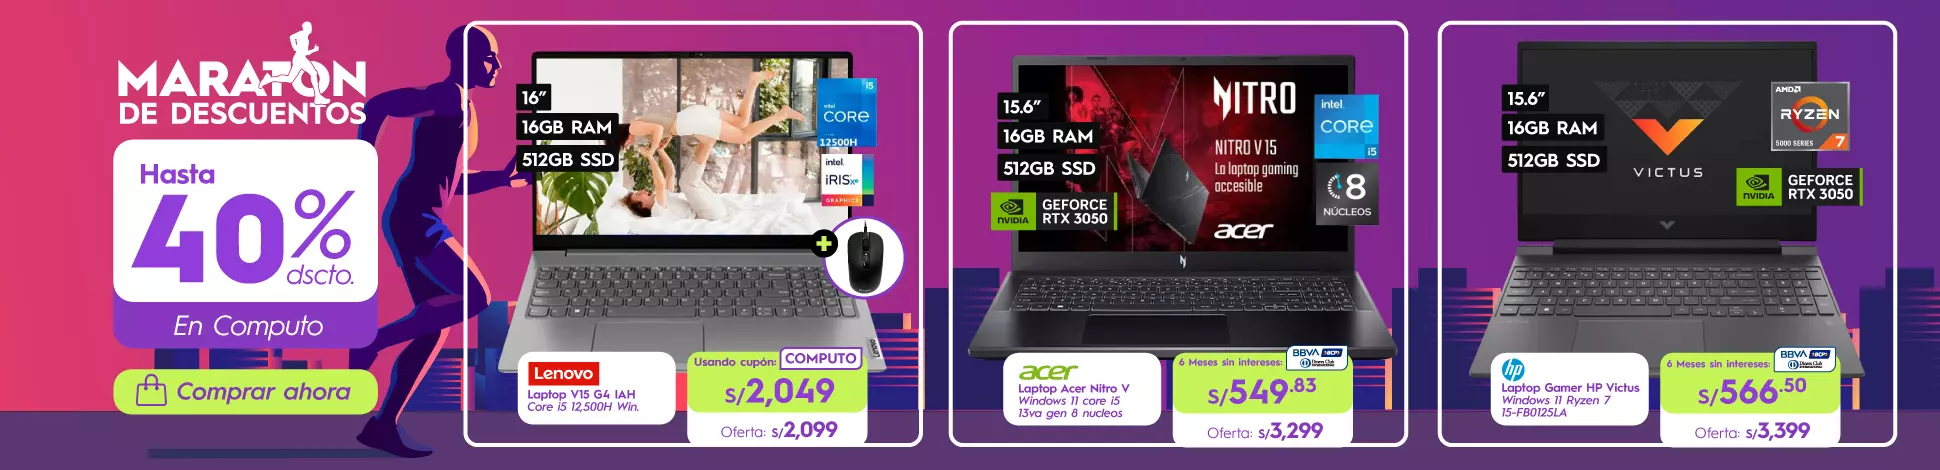 MARATÓN
DE DESCUENTOS
Hasta
40%
dscto.
En Computo
Comprar ahora
16”
16GB RAM
512GB SSD
intel
CORE
i5
12500H
intel
iRIS Xe
GRAPHICS
+
Lenovo
Laptop V15 G4 IAH
Core i5 12,500H Win.
Lenovo
Usando cupón: COMPUTO
S/2,049
Oferta: S/2,099
15.6”
16GB RAM
512GB SSD
NVIDIA
GEFORCE
RTX 3050
NITRO
NITRO V 15
La laptop gaming
accesible
acer
intel
CORE
i5
8
NÚCLEOS
acer
Laptop Acer Nitro V
Windows 11 core i5
13va gen 8 nucleos
6 Meses sin intereses:
BBVA
Diners Club
S/549.83
Oferta: S/3,299
15.6”
16GB RAM
512GB SSD
VICTUS
AMD
RYZEN
5000 SERIES 7
NVIDIA
GEFORCE
RTX 3050
hp
Laptop Gamer HP Victus
Windows 11 Ryzen 7
15-FB0125LA
6 Meses sin intereses:
BBVA
Diners Club
S/566.50
Oferta: S/3,399